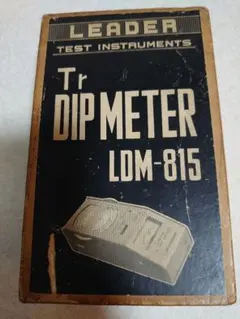 LEADER
TEST INSTRUMENTS
Tr
DIP METER
LDM-815